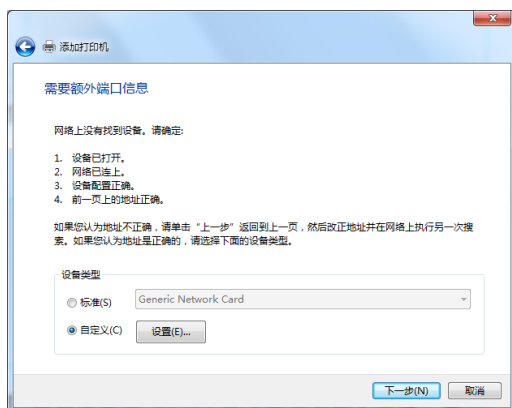 添加打印机
需要额外端口信息
网络上没有找到设备。请确定:
1. 设备已打开。
2. 网络已连上。
3. 设备配置正确。
4. 前一页上的地址正确。
如果您认为地址不正确，请单击“上一步”返回到上一页，然后改正地址并在网络上执行另一次搜
索。如果您认为地址是正确的，请选择下面的设备类型。
设备类型
标准(S) Generic Network Card
自定义(C) 设置(E)...
下一步(N) 取消